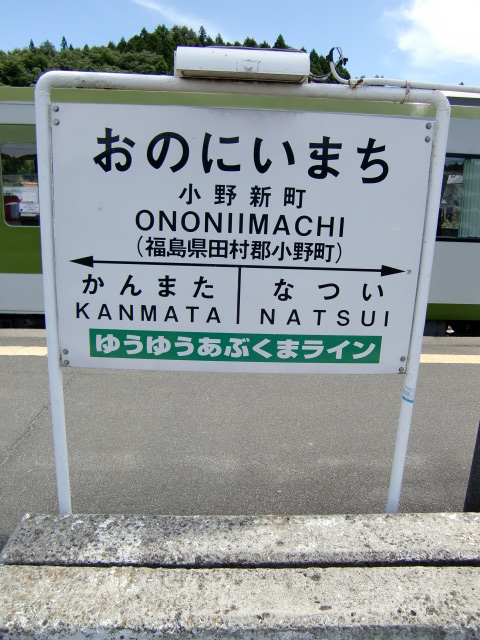 おのにいまち
小野新町
ONONIIMACHI
(福島県田村郡小野町)
かんまた なつい
KANMATA NATSUI
ゆうゆうあぶくまライン